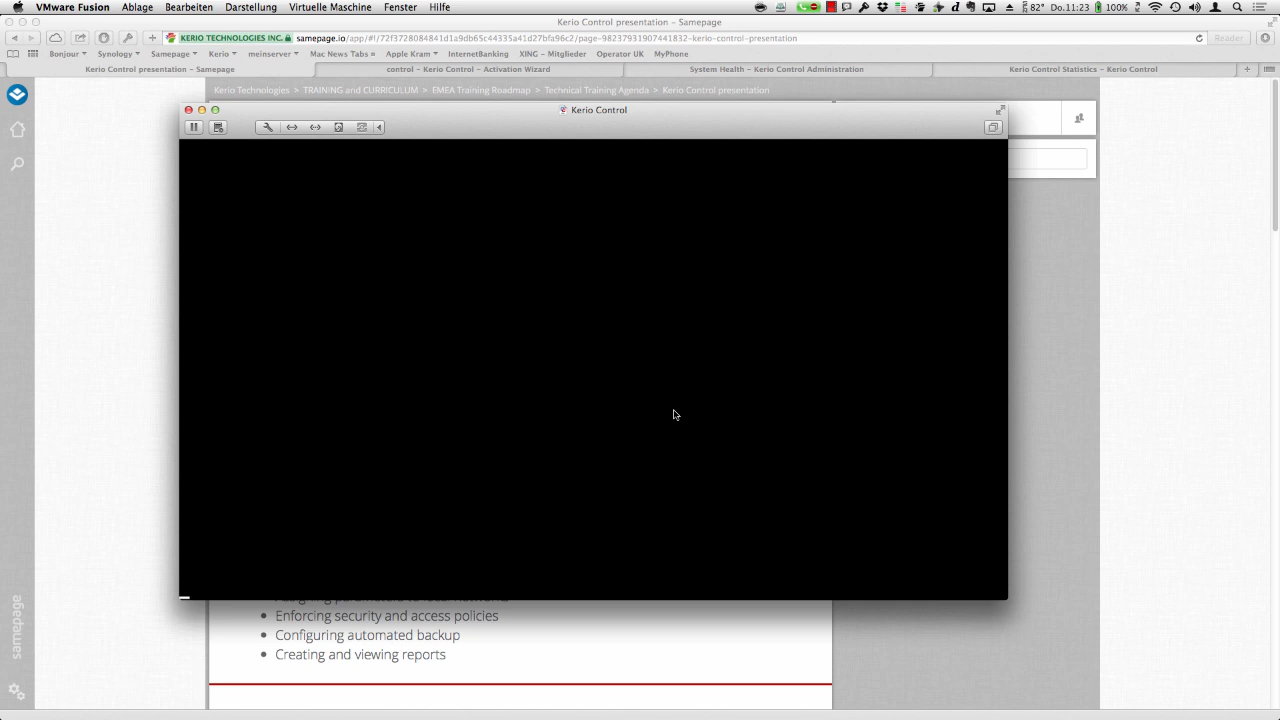 VMware Fusion Ablage Bearbeiten Darstellung Virtuelle Maschine Fenster Hilfe 82° 100% Do.11:23
Kerio Control presentation – Samepage
KERIO TECHNOLOGIES INC. samepage.io/app/#!/72f3728084841d1a9db65c44335a41d27bfa96c2/page-98237931907441832-kerio-control-presentation Reader
Bonjour Synology Samepage Kerio meinserver Mac News Tabs Apple Kram InternetBanking XING – Mitglieder Operator UK MyPhone
Kerio Control presentation – Samepage control – Kerio Control – Activation Wizard System Health – Kerio Control Administration Kerio Control Statistics – Kerio Control
Kerio Technologies > TRAINING and CURRICULUM > EMEA Training Roadmap > Technical Training Agenda > Kerio Control presentation
Kerio Control
• Enforcing security and access policies
• Configuring automated backup
• Creating and viewing reports
samepage